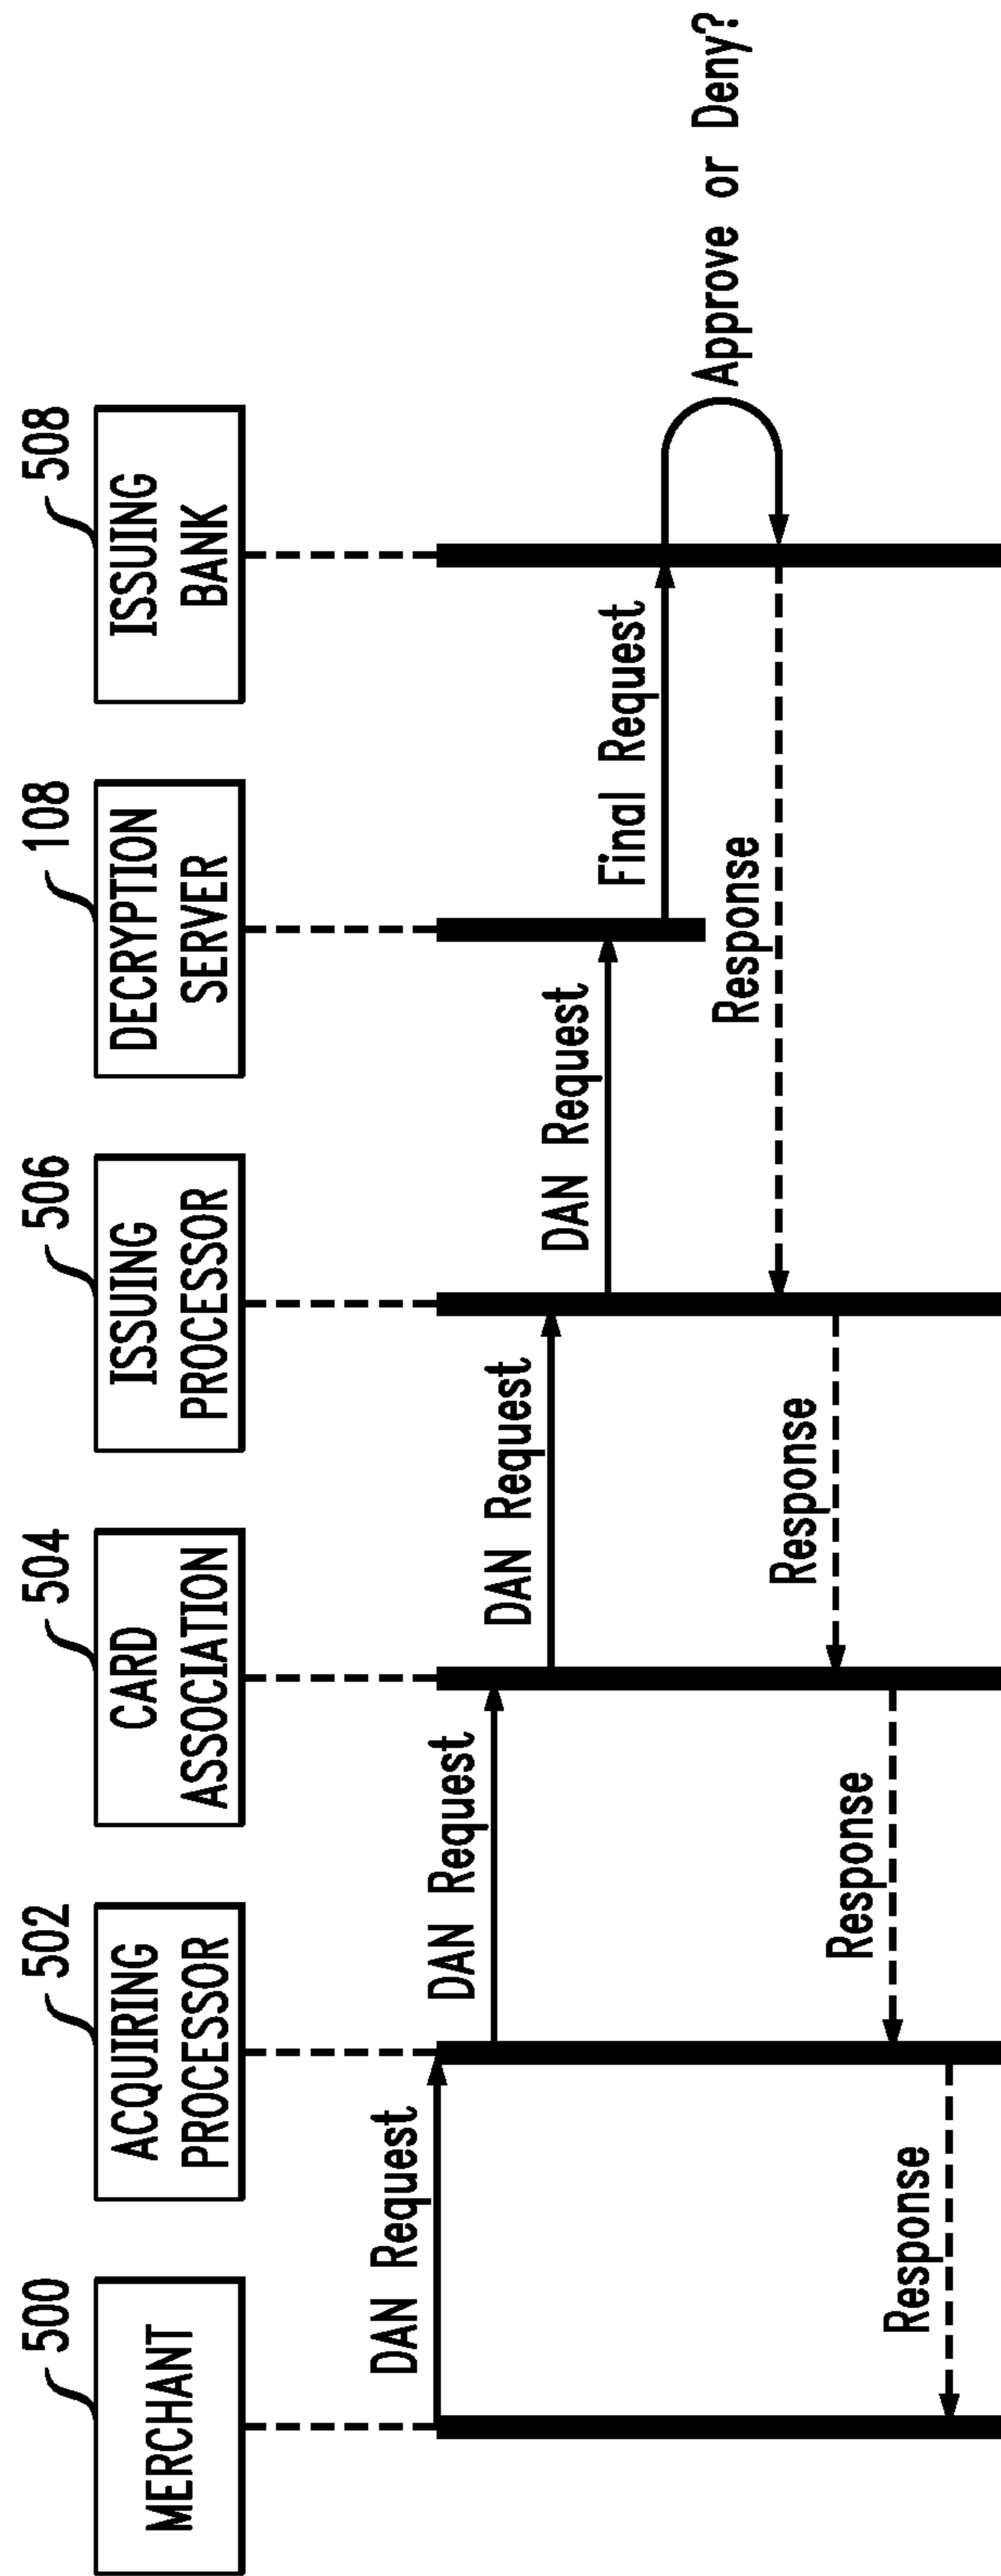 500
MERCHANT
502
ACQUIRING
PROCESSOR
504
CARD
ASSOCIATION
506
ISSUING
PROCESSOR
108
DECRYPTION
SERVER
508
ISSUING
BANK
DAN Request
DAN Request
DAN Request
DAN Request
Final Request
Approve or Deny?
Response
Response
Response
Response